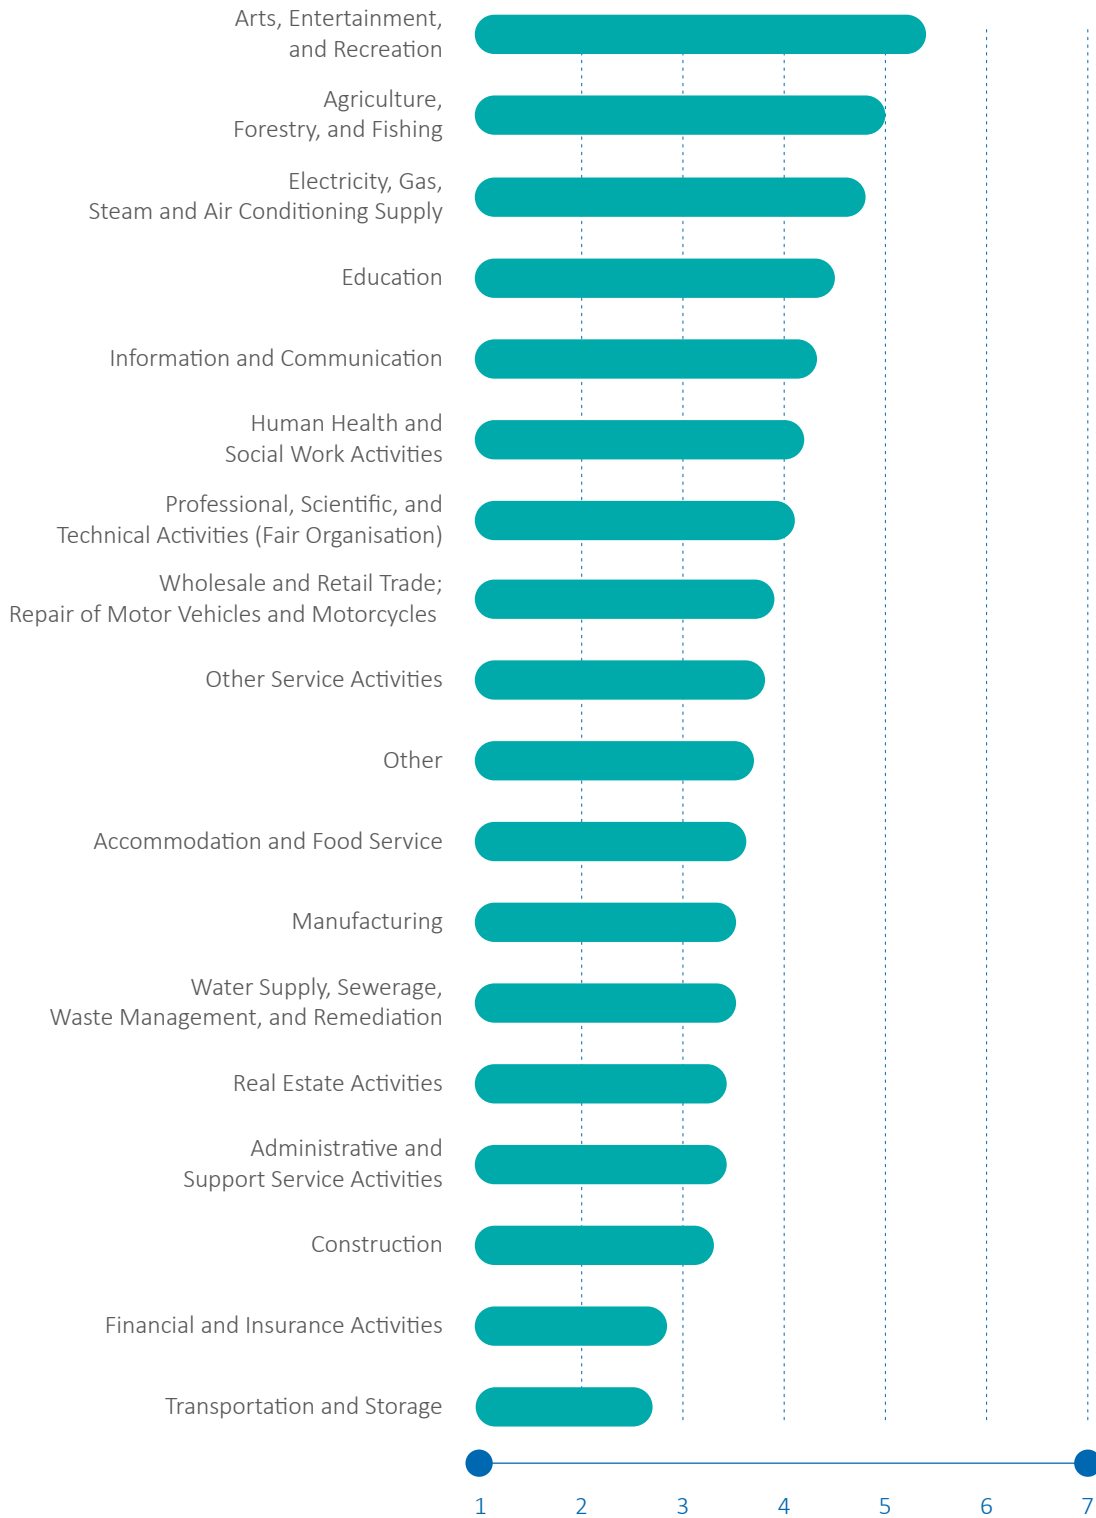 Arts, Entertainment,
and Recreation
Agriculture,
Forestry, and Fishing
Electricity, Gas,
Steam and Air Conditioning Supply
Education
Information and Communication
Human Health and
Social Work Activities
Professional, Scientific, and
Technical Activities (Fair Organisation)
Wholesale and Retail Trade;
Repair of Motor Vehicles and Motorcycles
Other Service Activities
Other
Accommodation and Food Service
Manufacturing
Water Supply, Sewerage,
Waste Management, and Remediation
Real Estate Activities
Administrative and
Support Service Activities
Construction
Financial and Insurance Activities
Transportation and Storage
1 2 3 4 5 6 7